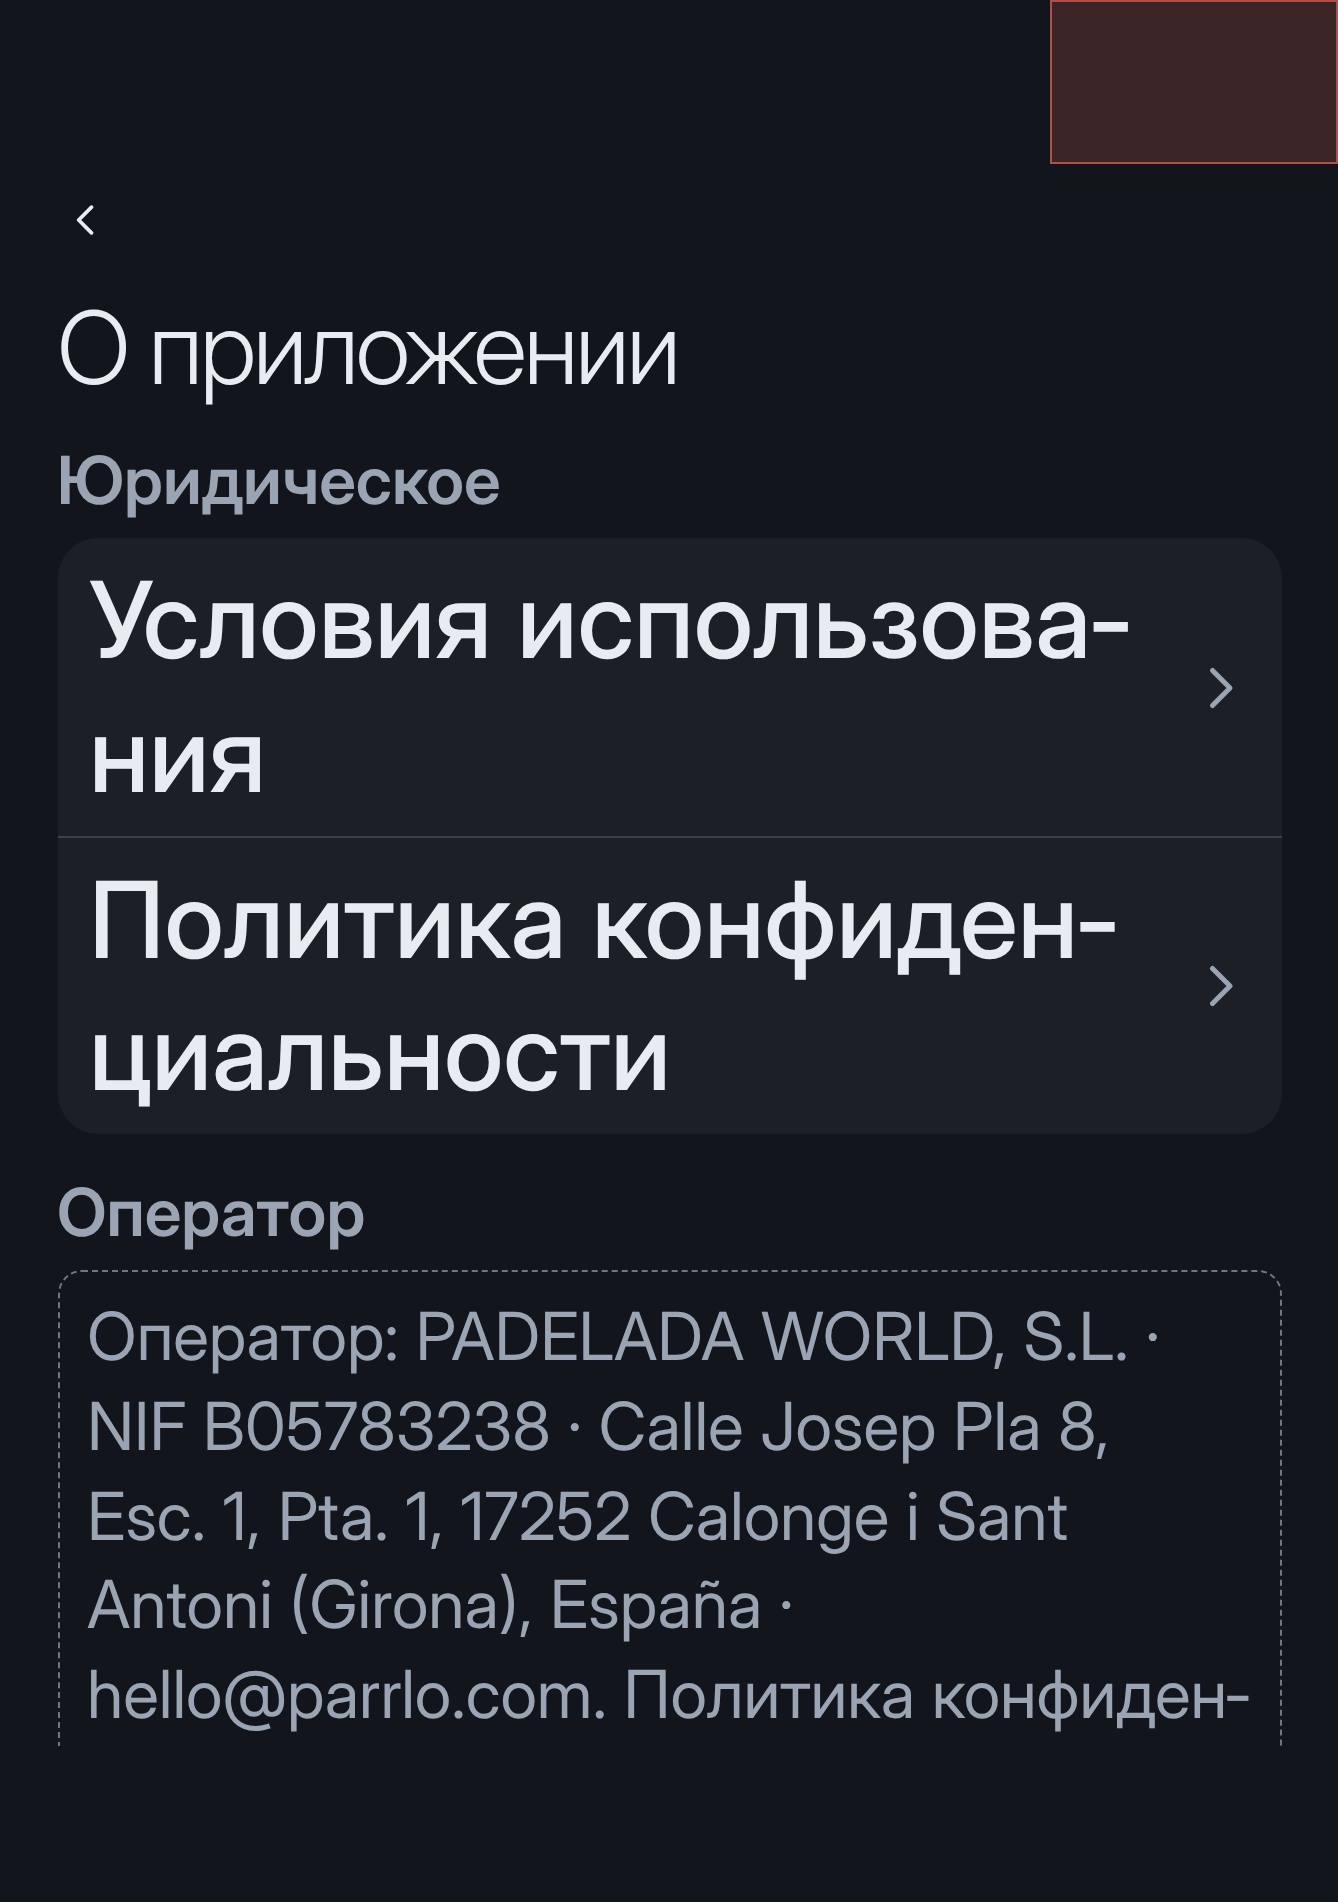 О приложении
Юридическое
Условия использова-
ния
Политика конфиден-
циальности
Оператор
Оператор: PADELADA WORLD, S.L. ·
NIF B05783238 · Calle Josep Pla 8,
Esc. 1, Pta. 1, 17252 Calonge i Sant
Antoni (Girona), España ·
hello@parrlo.com. Политика конфиден-